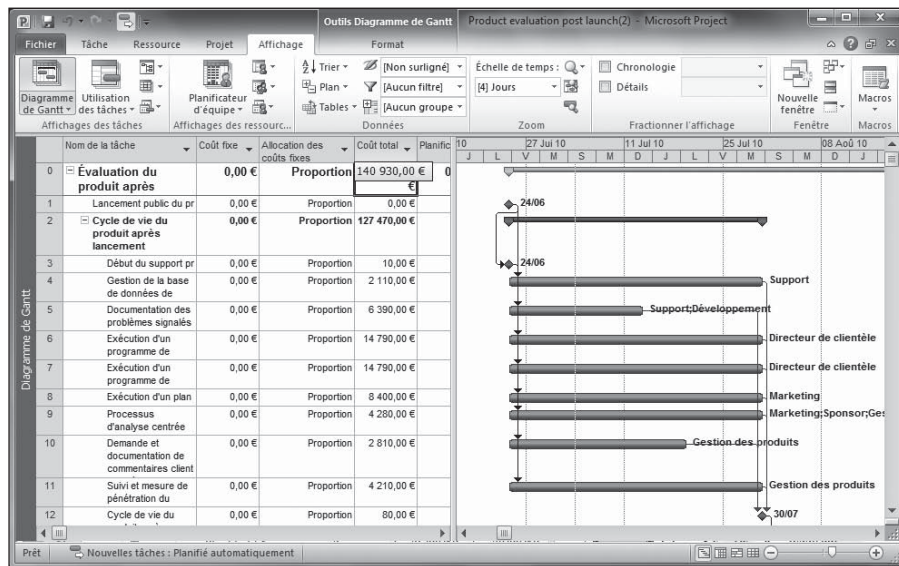 Outils Diagramme de Gantt
Product evaluation post launch(2) - Microsoft Project
Fichier Tâche Ressource Projet Affichage Format
Diagramme de Gantt
Utilisation des tâches
Affichages des tâches
Planificateur d'équipe
Affichages des ressourc...
Trier
Plan
Tables
[Non surligné]
[Aucun filtre]
[Aucun groupe
Données
Échelle de temps :
[4] Jours
Zoom
Chronologie
Détails
Fractionner l'affichage
Nouvelle fenêtre
Fenêtre
Macros
Macros
Nom de la tâche Coût fixe Allocation des coûts fixes Coût total Planific
10 27 Jul 10 11 Jul 10 25 Jul 10 08 Aoû 10
J L V M S M D J L V M S M D J
0 Évaluation du produit après 0,00 € Proportion 140 930,00 € € 0
1 Lancement public du pr 0,00 € Proportion 0,00 €
24/06
2 Cycle de vie du produit après lancement 0,00 € Proportion 127 470,00 €
3 Début du support pr 0,00 € Proportion 10,00 €
24/06
4 Gestion de la base de données de 0,00 € Proportion 2 110,00 €
Support
5 Documentation des problèmes signalés 0,00 € Proportion 6 390,00 €
Support;Développement
6 Exécution d'un programme de 0,00 € Proportion 14 790,00 €
Directeur de clientèle
7 Exécution d'un programme de 0,00 € Proportion 14 790,00 €
Directeur de clientèle
8 Exécution d'un plan 0,00 € Proportion 8 400,00 €
Marketing
9 Processus d'analyse centrée 0,00 € Proportion 4 280,00 €
Marketing;Sponsor;Ges
10 Demande et documentation de commentaires client 0,00 € Proportion 2 810,00 €
Gestion des produits
11 Suivi et mesure de pénétration du 0,00 € Proportion 4 210,00 €
Gestion des produits
12 Cycle de vie du 0,00 € Proportion 80,00 €
30/07
Diagramme de Gantt
Prêt Nouvelles tâches : Planifié automatiquement